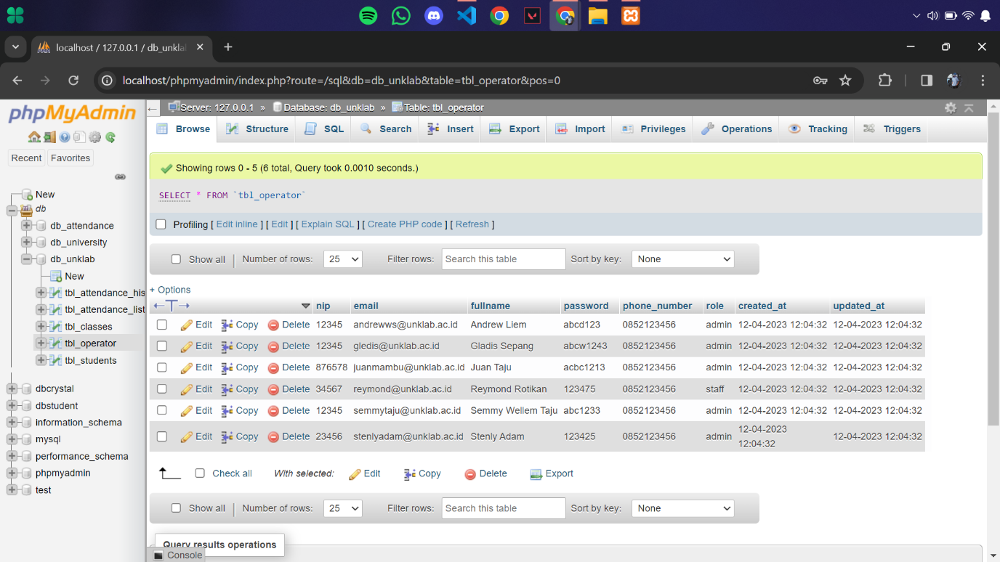 localhost / 127.0.0.1 / db_unklab
localhost/phpmyadmin/index.php?route=/sql&db=db_unklab&table=tbl_operator&pos=0
phpMyAdmin
Recent Favorites
New
db
db_attendance
db_university
db_unklab
New
tbl_attendance_his
tbl_attendance_list
tbl_classes
tbl_operator
tbl_students
dbcrystal
dbstudent
information_schema
mysql
performance_schema
phpmyadmin
test
Server: 127.0.0.1 » Database: db_unklab » Table: tbl_operator
Browse Structure SQL Search Insert Export Import Privileges Operations Tracking Triggers
Showing rows 0 - 5 (6 total, Query took 0.0010 seconds.)
SELECT * FROM `tbl_operator`
Profiling [ Edit inline ] [ Edit ] [ Explain SQL ] [ Create PHP code ] [ Refresh ]
Show all | Number of rows: 25 Filter rows: Search this table Sort by key: None
+ Options
←T→ nip email fullname password phone_number role created_at updated_at
Edit Copy Delete 12345 andrewws@unklab.ac.id Andrew Liem abcd123 0852123456 admin 12-04-2023 12:04:32 12-04-2023 12:04:32
Edit Copy Delete 12345 gledis@unklab.ac.id Gladis Sepang abcw1243 0852123456 admin 12-04-2023 12:04:32 12-04-2023 12:04:32
Edit Copy Delete 876578 juanmambu@unklab.ac.id Juan Taju acbc1213 0852123456 admin 12-04-2023 12:04:32 12-04-2023 12:04:32
Edit Copy Delete 34567 reymond@unklab.ac.id Reymond Rotikan 123475 0852123456 staff 12-04-2023 12:04:32 12-04-2023 12:04:32
Edit Copy Delete 12345 semmytaju@unklab.ac.id Semmy Wellem Taju abc1233 0852123456 admin 12-04-2023 12:04:32 12-04-2023 12:04:32
Edit Copy Delete 23456 stenlyadam@unklab.ac.id Stenly Adam 123425 0852123456 admin 12-04-2023 12:04:32 12-04-2023 12:04:32
Check all With selected: Edit Copy Delete Export
Show all | Number of rows: 25 Filter rows: Search this table Sort by key: None
Query results operations
Console